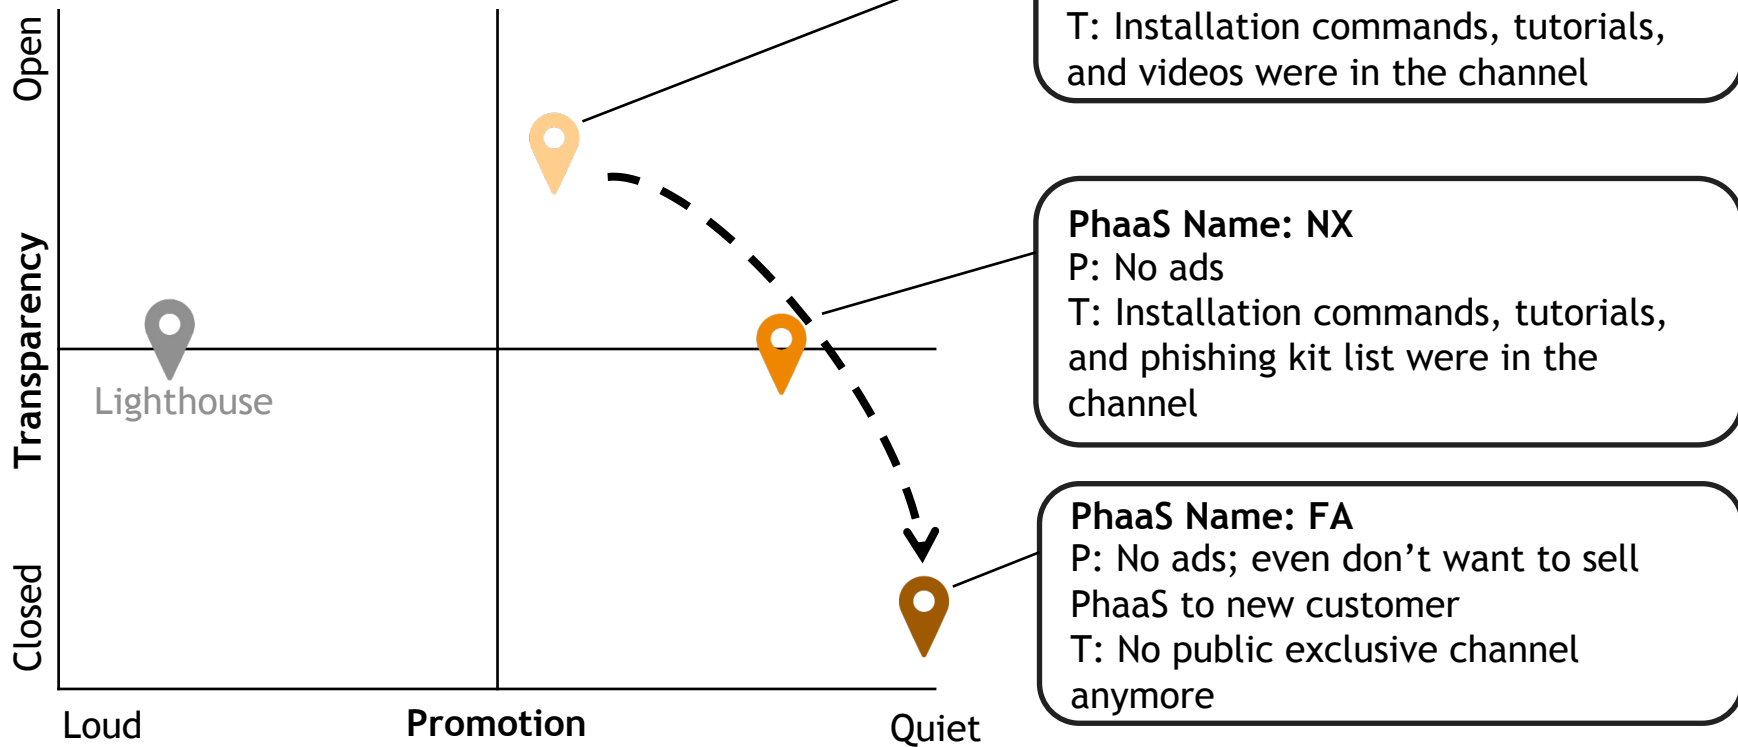 Open
Transparency
Closed
Lighthouse
Loud
Promotion
Quiet
T: Installation commands, tutorials,
and videos were in the channel
PhaaS Name: NX
P: No ads
T: Installation commands, tutorials,
and phishing kit list were in the
channel
PhaaS Name: FA
P: No ads; even don’t want to sell
PhaaS to new customer
T: No public exclusive channel
anymore